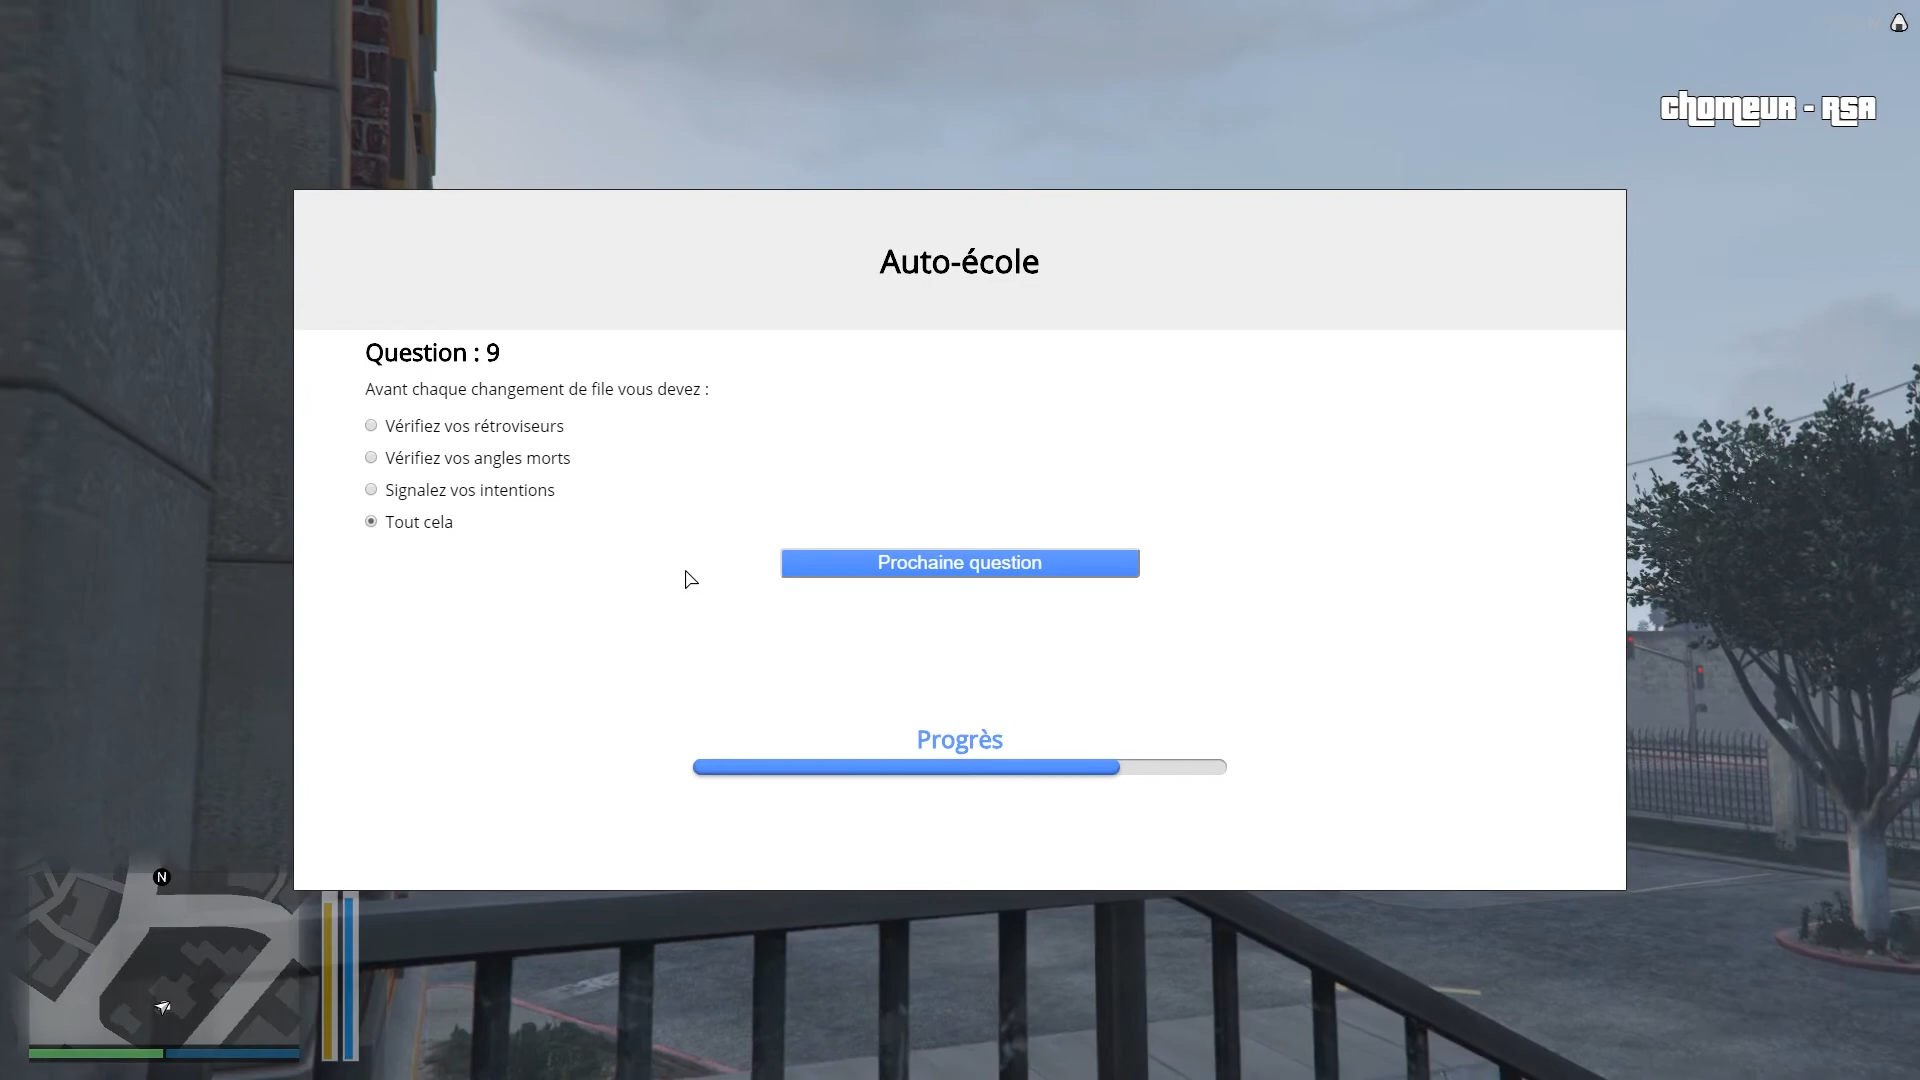 Chomeur - RSA
Auto-école
Question : 9
Avant chaque changement de file vous devez :
Vérifiez vos rétroviseurs
Vérifiez vos angles morts
Signalez vos intentions
Tout cela
Prochaine question
Progrès
N